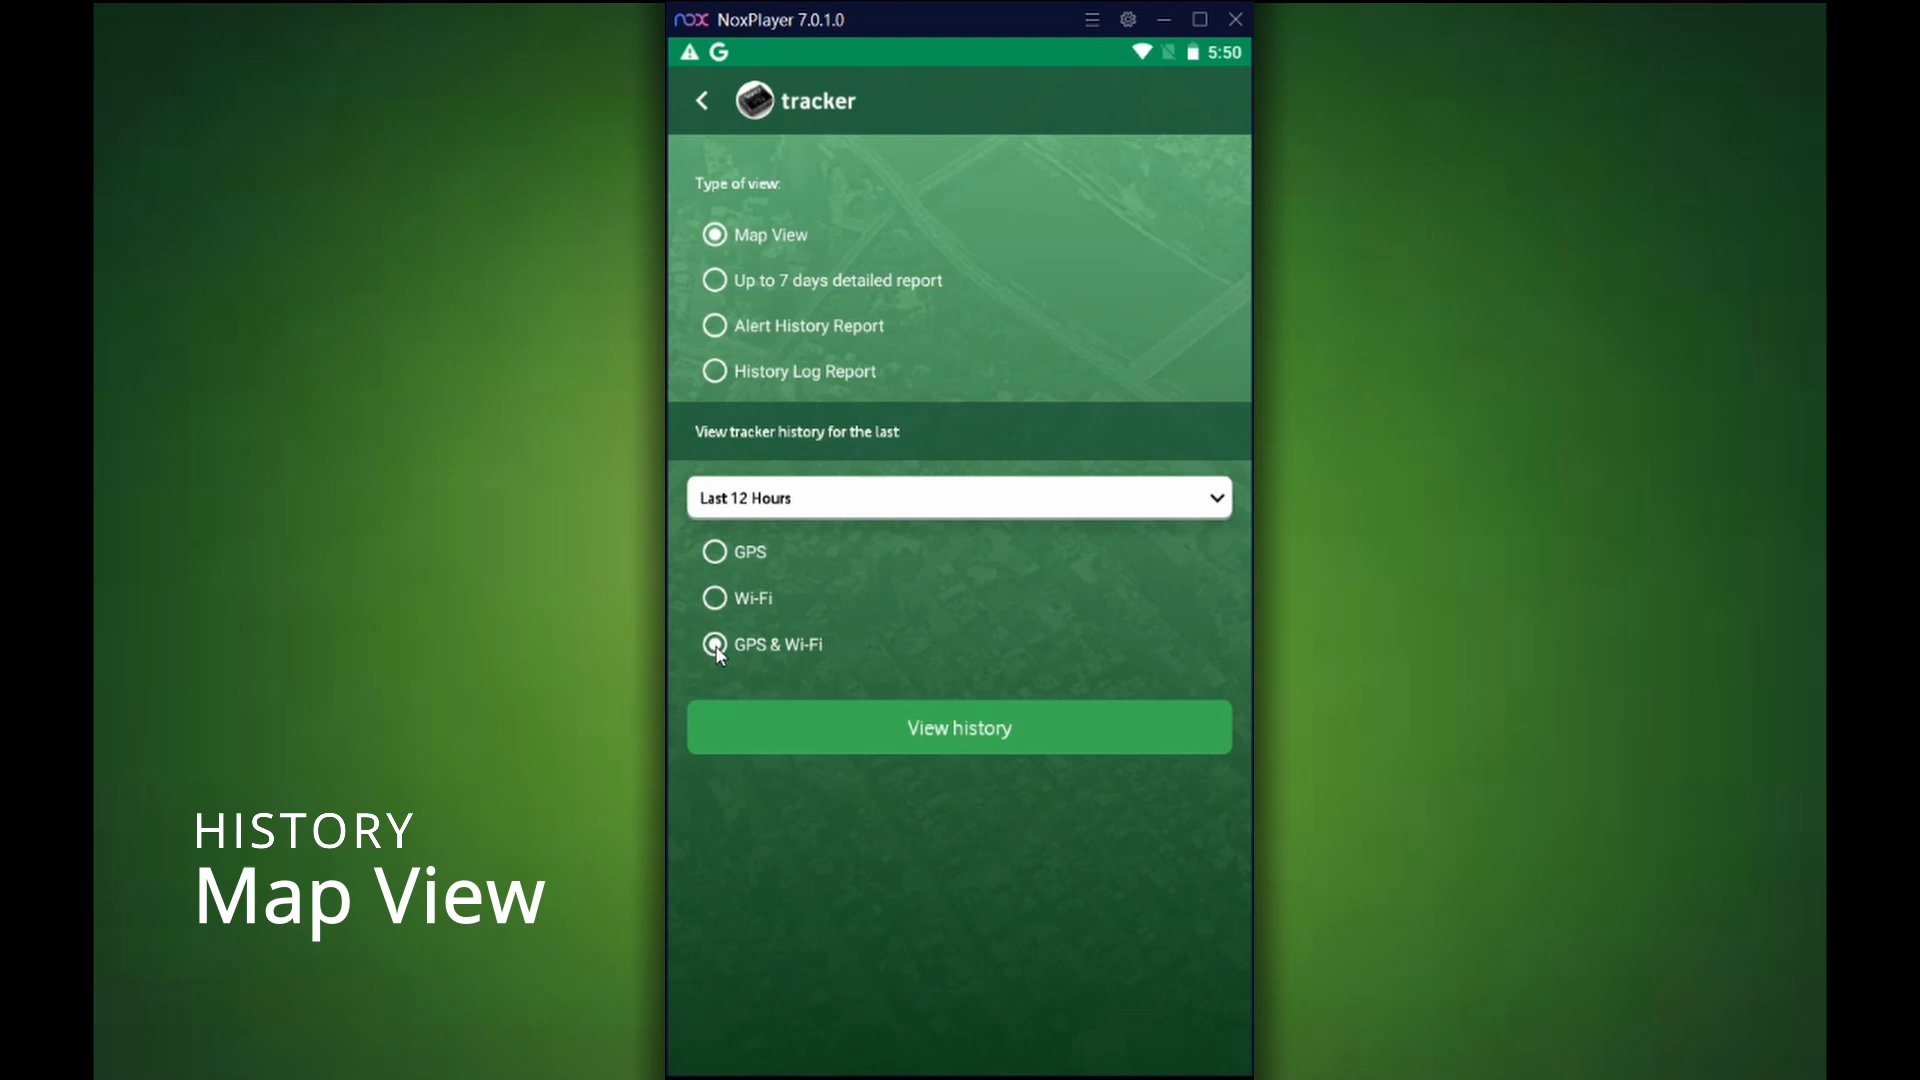 nox NoxPlayer 7.0.1.0
G 5:50
tracker
Type of view:
Map View
Up to 7 days detailed report
Alert History Report
History Log Report
View tracker history for the last
Last 12 Hours
GPS
Wi-Fi
GPS & Wi-Fi
View history
HISTORY
Map View